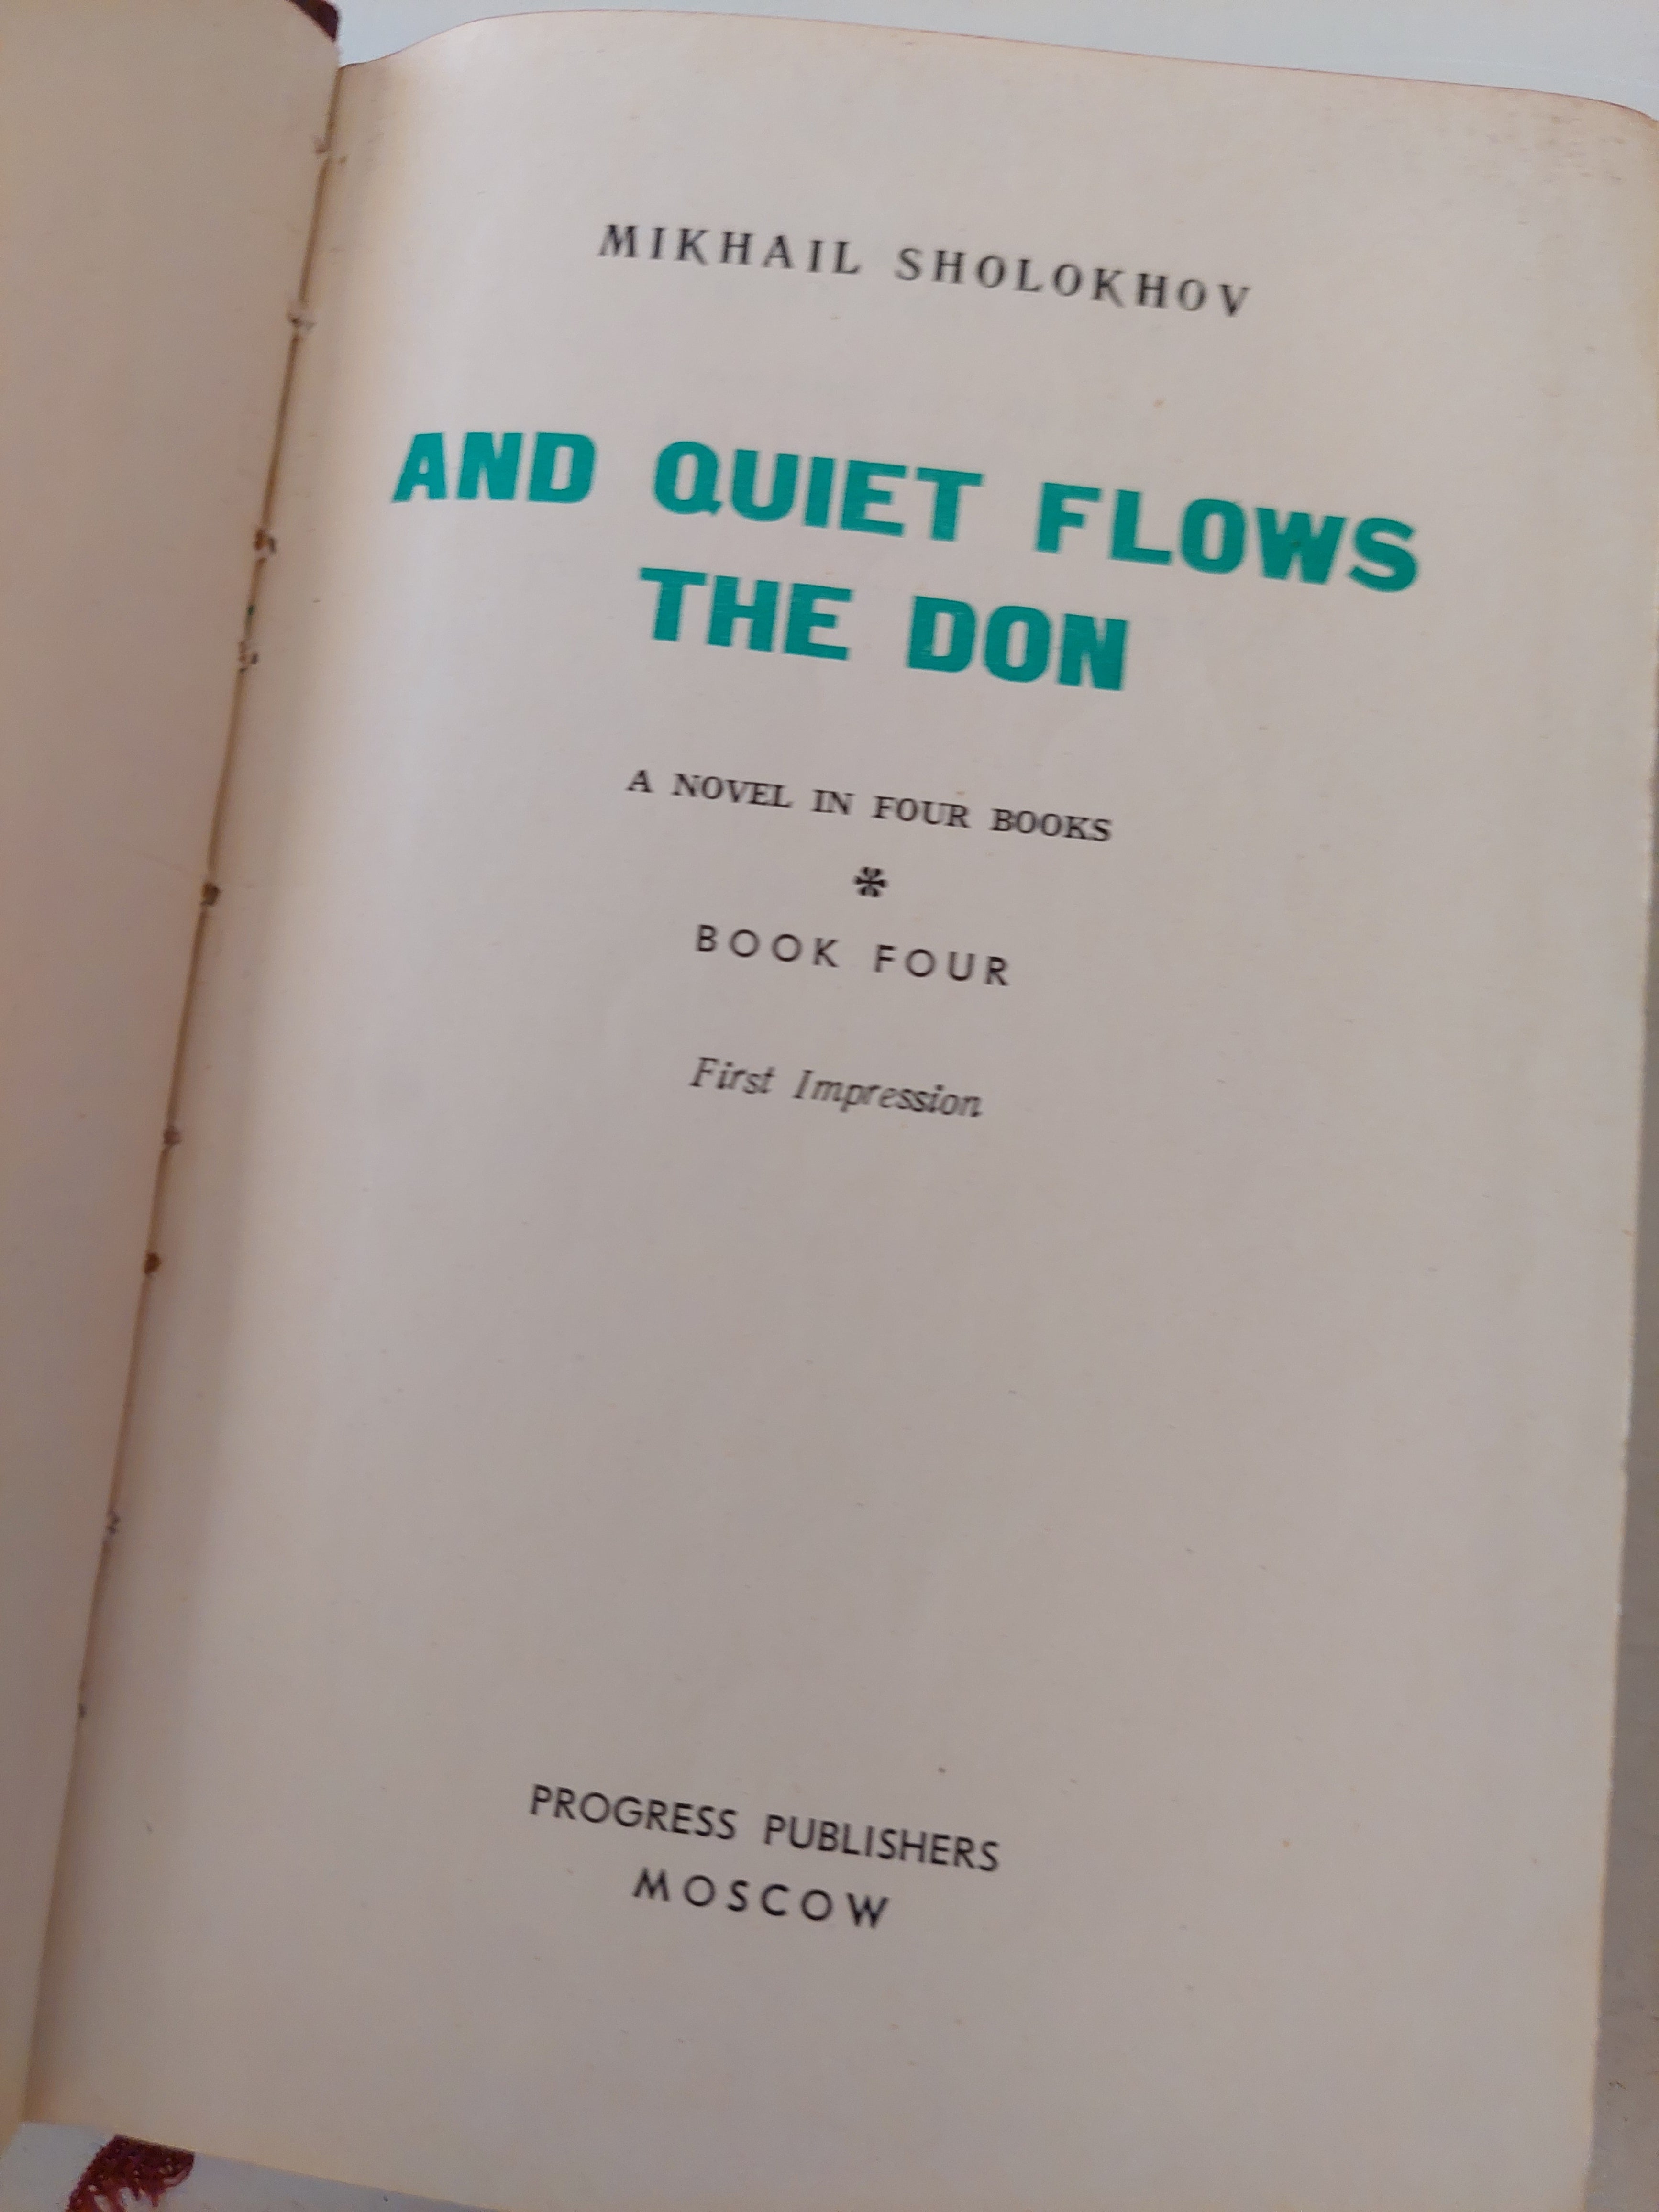 MIKHAIL SHOLOKHOV
AND QUIET FLOWS
THE DON
A NOVEL IN FOUR BOOKS
*
BOOK FOUR
First Impression
PROGRESS PUBLISHERS
MOSCOW